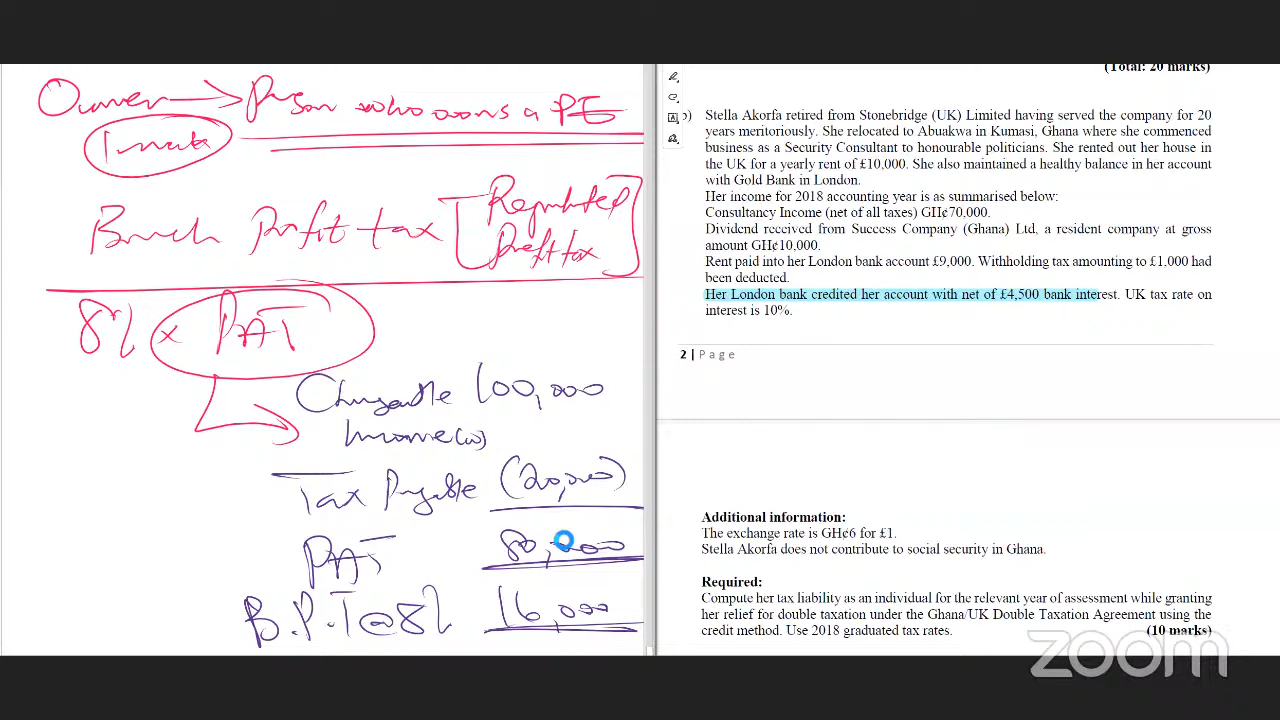 Owner → Person who owns a PE
Branch Profit tax
Repatriated
Profit tax
8% × PAT
Chargeable 100,000
Income (w)
Tax Payable (20,000)
PAT 80,000
B.P.T @ 8% 16,000
(Total: 20 marks)
Stella Akorfa retired from Stonebridge (UK) Limited having served the company for 20
years meritoriously. She relocated to Abuakwa in Kumasi, Ghana where she commenced
business as a Security Consultant to honourable politicians. She rented out her house in
the UK for a yearly rent of £10,000. She also maintained a healthy balance in her account
with Gold Bank in London.
Her income for 2018 accounting year is as summarised below:
Consultancy Income (net of all taxes) GH¢70,000.
Dividend received from Success Company (Ghana) Ltd, a resident company at gross
amount GH¢10,000.
Rent paid into her London bank account £9,000. Withholding tax amounting to £1,000 had
been deducted.
Her London bank credited her account with net of £4,500 bank interest. UK tax rate on
interest is 10%.
2 | Page
Additional information:
The exchange rate is GH¢6 for £1.
Stella Akorfa does not contribute to social security in Ghana.
Required:
Compute her tax liability as an individual for the relevant year of assessment while granting
her relief for double taxation under the Ghana/UK Double Taxation Agreement using the
credit method. Use 2018 graduated tax rates. (10 marks)
zoom